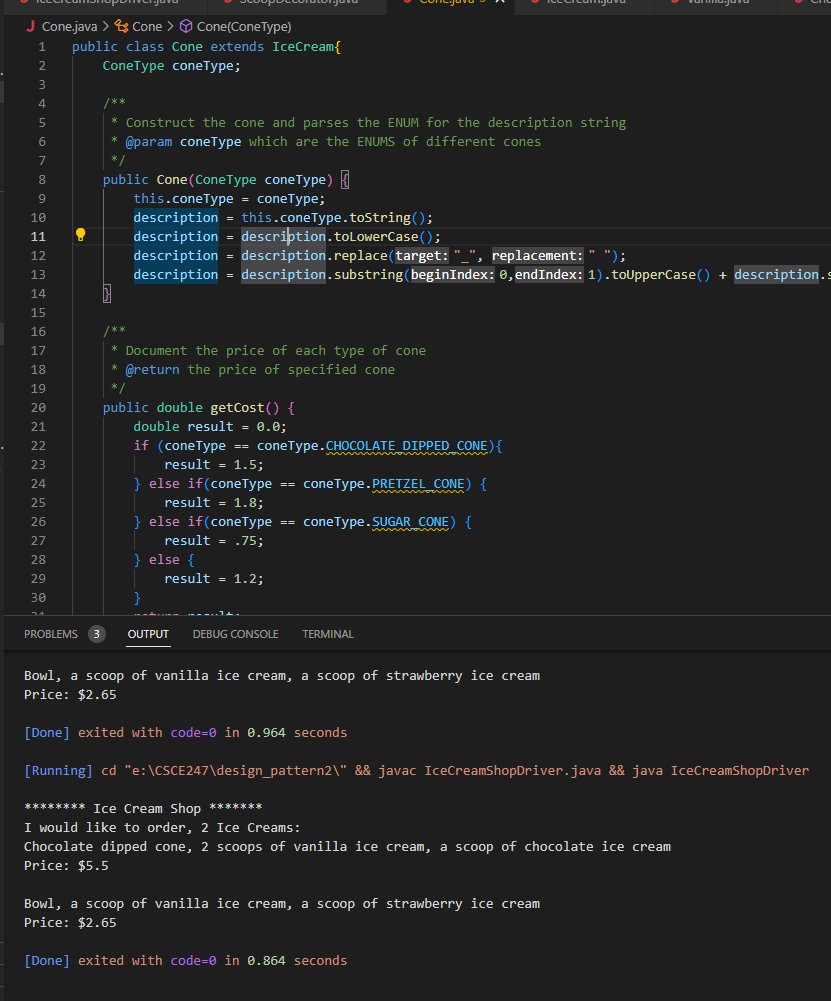 IceCreamShopDriver.java ScoopDecorator.java Cone.java IceCream.java Vanilla.java
J Cone.java > Cone > Cone(ConeType)
1 public class Cone extends IceCream{
2 ConeType coneType;
3
4 /**
5 * Construct the cone and parses the ENUM for the description string
6 * @param coneType which are the ENUMS of different cones
7 */
8 public Cone(ConeType coneType) {
9 this.coneType = coneType;
10 description = this.coneType.toString();
11 description = description.toLowerCase();
12 description = description.replace(target: "_", replacement: " ");
13 description = description.substring(beginIndex: 0,endIndex: 1).toUpperCase() + description.s
14 }
15
16 /**
17 * Document the price of each type of cone
18 * @return the price of specified cone
19 */
20 public double getCost() {
21 double result = 0.0;
22 if (coneType == coneType.CHOCOLATE_DIPPED_CONE){
23 result = 1.5;
24 } else if(coneType == coneType.PRETZEL_CONE) {
25 result = 1.8;
26 } else if(coneType == coneType.SUGAR_CONE) {
27 result = .75;
28 } else {
29 result = 1.2;
30 }
31 return result;
PROBLEMS 3 OUTPUT DEBUG CONSOLE TERMINAL
Bowl, a scoop of vanilla ice cream, a scoop of strawberry ice cream
Price: $2.65
[Done] exited with code=0 in 0.964 seconds
[Running] cd "e:\CSCE247\design_pattern2\" && javac IceCreamShopDriver.java && java IceCreamShopDriver
******** Ice Cream Shop *******
I would like to order, 2 Ice Creams:
Chocolate dipped cone, 2 scoops of vanilla ice cream, a scoop of chocolate ice cream
Price: $5.5
Bowl, a scoop of vanilla ice cream, a scoop of strawberry ice cream
Price: $2.65
[Done] exited with code=0 in 0.864 seconds